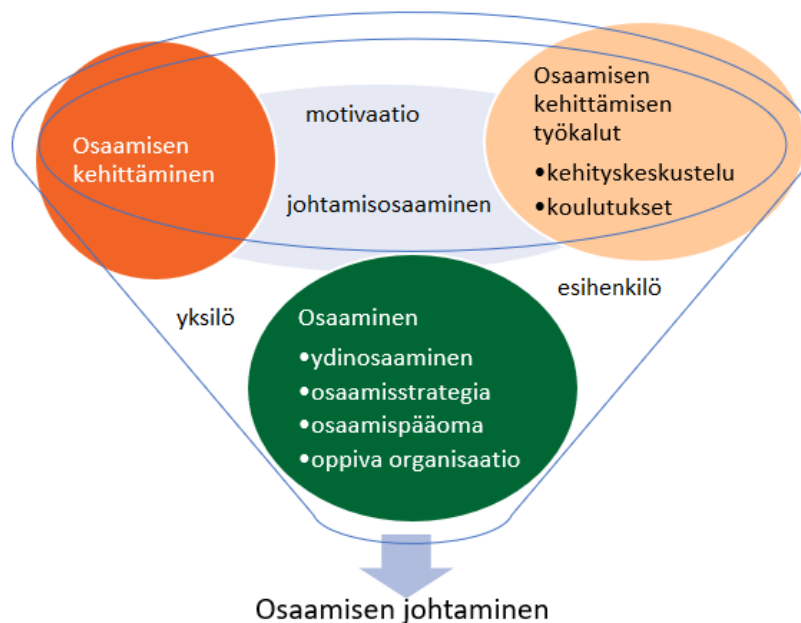 Osaamisen
kehittäminen
motivaatio
johtamisosaaminen
Osaamisen
kehittämisen
työkalut
•kehityskeskustelu
•koulutukset
yksilö
esihenkilö
Osaaminen
•ydinosaaminen
•osaamisstrategia
•osaamispääoma
•oppiva organisaatio
Osaamisen johtaminen